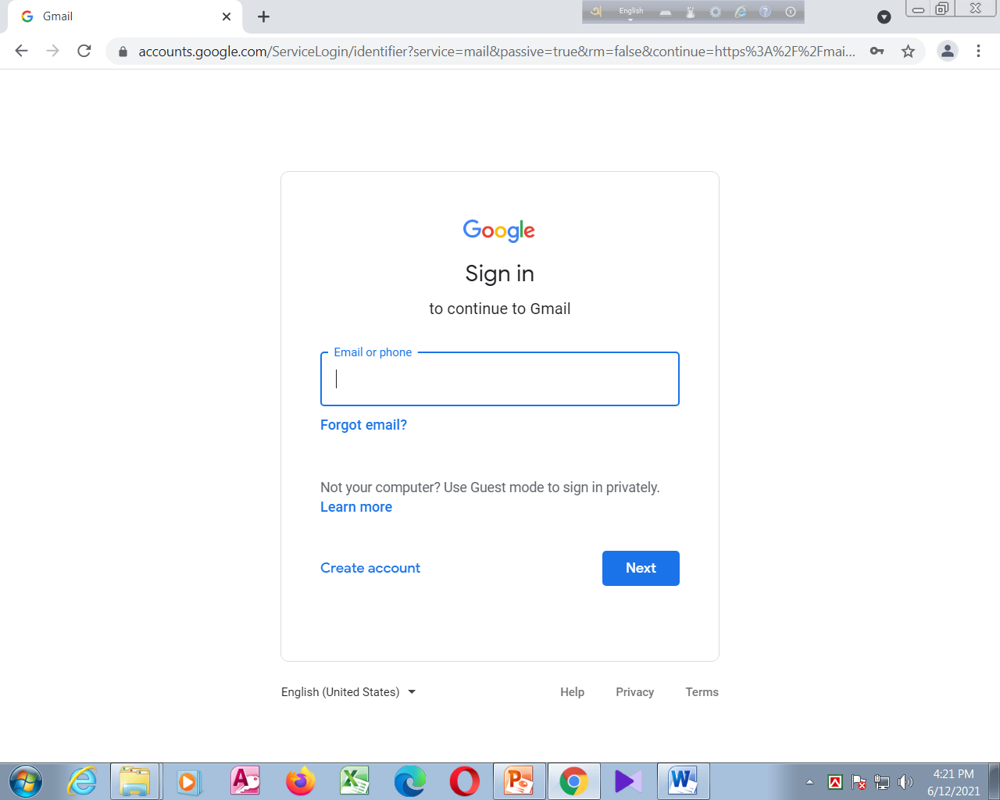 Gmail
অ English
accounts.google.com/ServiceLogin/identifier?service=mail&passive=true&rm=false&continue=https%3A%2F%2Fmai...
Google
Sign in
to continue to Gmail
Email or phone
Forgot email?
Not your computer? Use Guest mode to sign in privately.
Learn more
Create account
Next
English (United States)
Help Privacy Terms
4:21 PM
6/12/2021